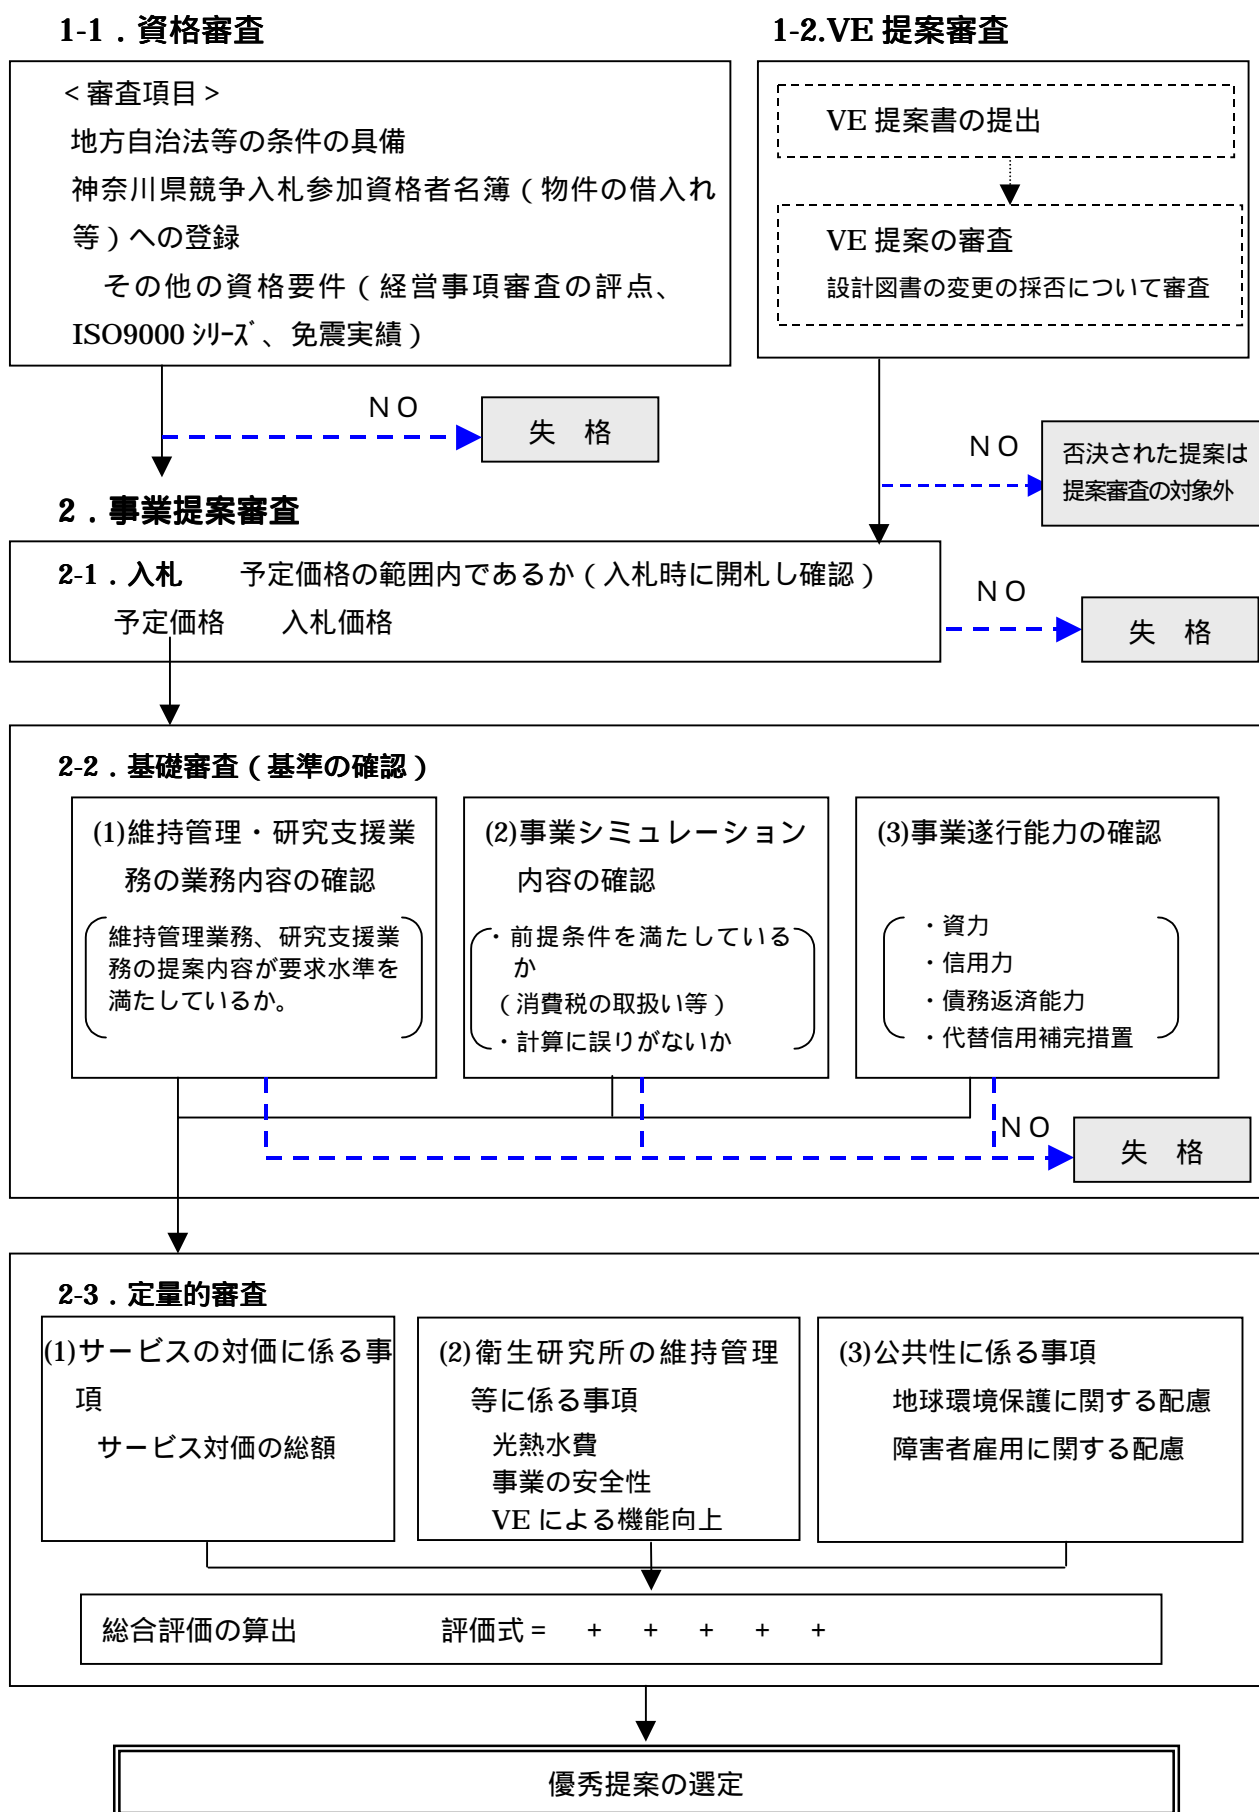 1-1．資格審査
＜審査項目＞
地方自治法等の条件の具備
神奈川県競争入札参加資格者名簿（物件の借入れ
等）への登録
その他の資格要件（経営事項審査の評点、
ISO9000 ｼﾘｰｽﾞ、免震実績）
ＮＯ
失　格
1-2.VE 提案審査
VE 提案書の提出
VE 提案の審査
設計図書の変更の採否について審査
ＮＯ
否決された提案は
提案審査の対象外
2．事業提案審査
2-1．入札　　予定価格の範囲内であるか（入札時に開札し確認）
予定価格　　入札価格
ＮＯ
失　格
2-2．基礎審査（基準の確認）
(1)維持管理・研究支援業
務の業務内容の確認
維持管理業務、研究支援業
務の提案内容が要求水準を
満たしているか。
(2)事業シミュレーション
内容の確認
・前提条件を満たしている
か
（消費税の取扱い等）
・計算に誤りがないか
(3)事業遂行能力の確認
・資力
・信用力
・債務返済能力
・代替信用補完措置
ＮＯ
失　格
2-3．定量的審査
(1)サービスの対価に係る事
項
サービス対価の総額
(2)衛生研究所の維持管理
等に係る事項
光熱水費
事業の安全性
VE による機能向上
(3)公共性に係る事項
地球環境保護に関する配慮
障害者雇用に関する配慮
総合評価の算出　　　　　評価式＝　＋　＋　＋　＋　＋
優秀提案の選定